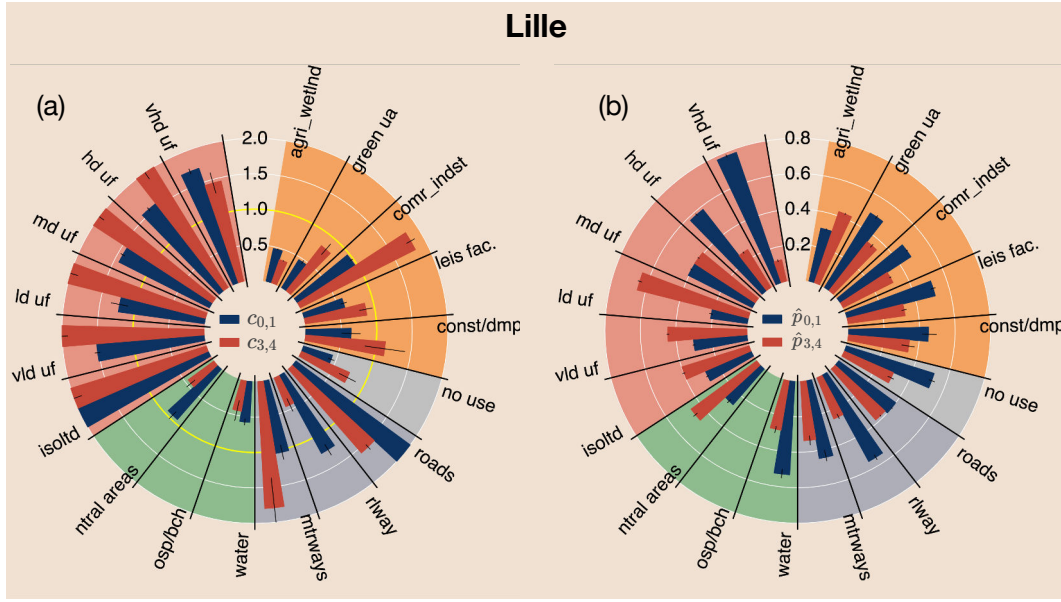 Lille
(a)
2.0
1.5
1.0
0.5
agri_wetlnd
green ua
comr_indst
leis fac.
const/dmp
no use
roads
rlway
mtrways
water
osp/bch
ntral areas
isoltd
vld uf
ld uf
md uf
hd uf
vhd uf
c0,1
c3,4
(b)
0.8
0.6
0.4
0.2
agri_wetlnd
green ua
comr_indst
leis fac.
const/dmp
no use
roads
rlway
mtrways
water
osp/bch
ntral areas
isoltd
vld uf
ld uf
md uf
hd uf
vhd uf
p̂0,1
p̂3,4